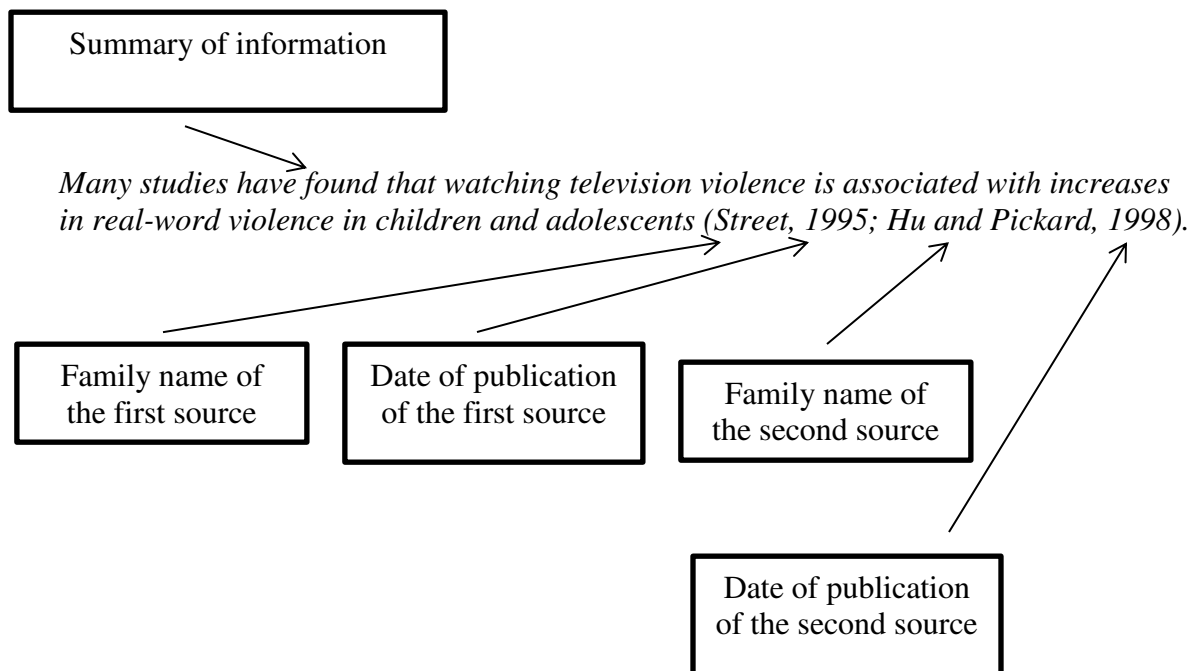 Summary of information
Many studies have found that watching television violence is associated with increases
in real-word violence in children and adolescents (Street, 1995; Hu and Pickard, 1998).
Family name of
the first source
Date of publication
of the first source
Family name of
the second source
Date of publication
of the second source